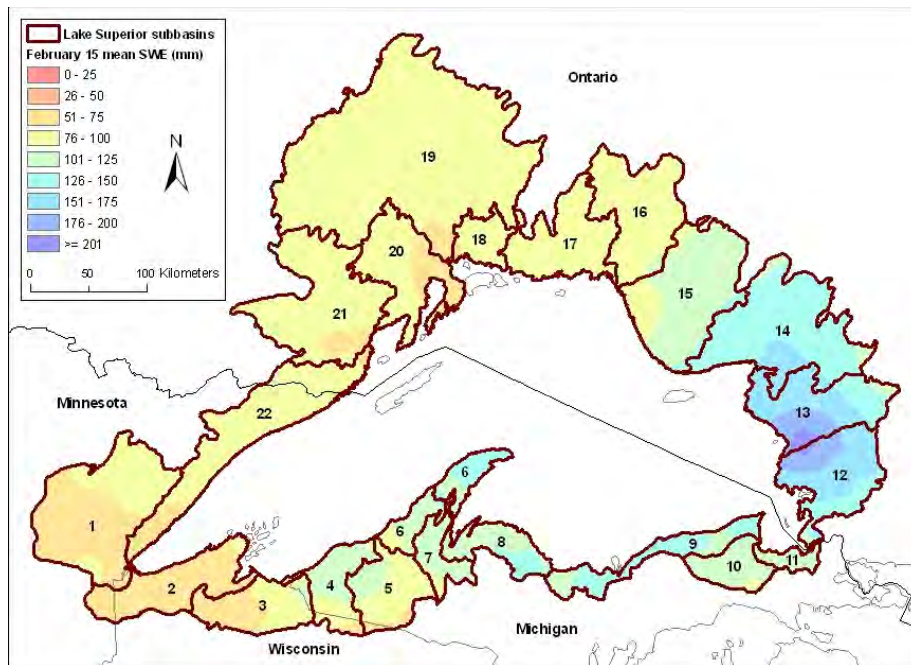 Lake Superior subbasins
February 15 mean SWE (mm)
0 - 25
26 - 50
51 - 75
76 - 100
101 - 125
126 - 150
151 - 175
176 - 200
>= 201
N
0 50 100 Kilometers
Ontario
19
16
20
18
17
15
21
14
Minnesota
22
13
6
12
1
6
7
8
9
10
11
4
5
2
3
Michigan
Wisconsin